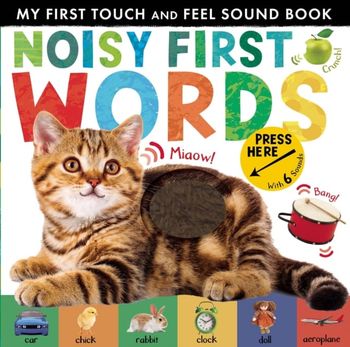 MY FIRST TOUCH AND FEEL SOUND BOOK
NOISY FIRST
Crunch!
WORDS
Miaow!
PRESS
HERE
With 6 Sounds
Bang!
car chick rabbit clock doll aeroplane